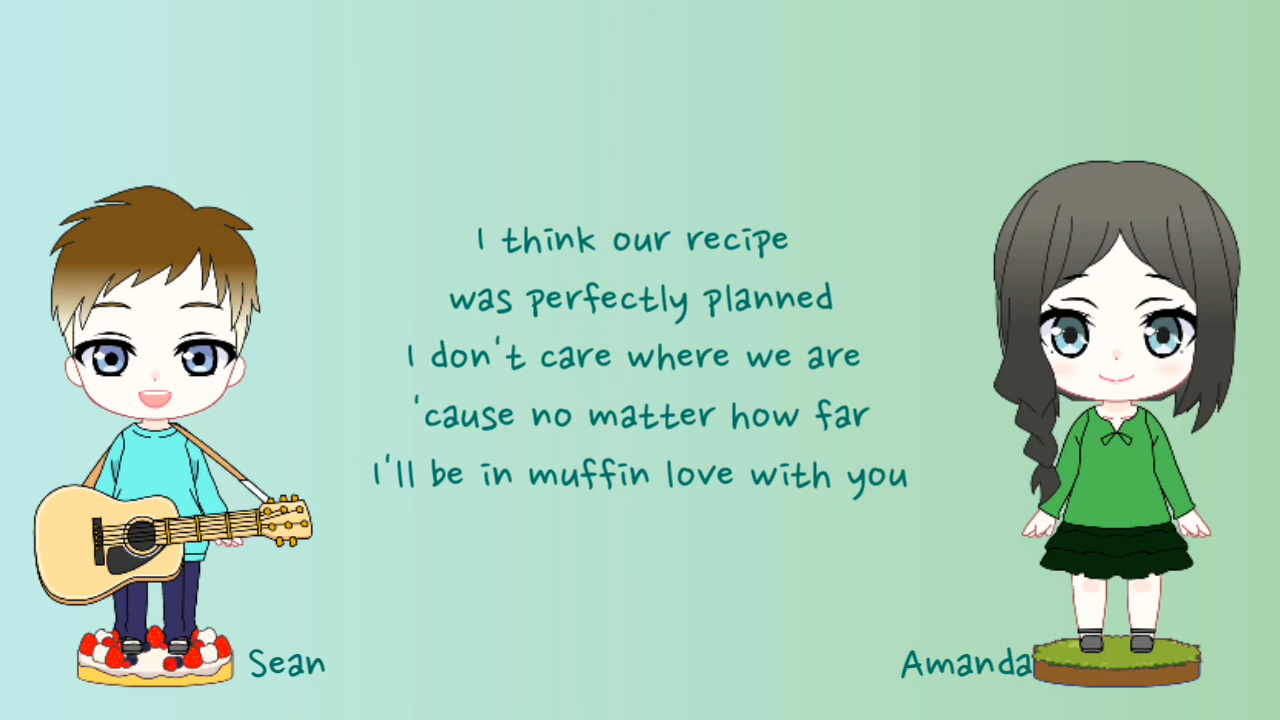 I think our recipe
was perfectly planned
I don't care where we are
'cause no matter how far
I'll be in muffin love with you
Sean
Amanda